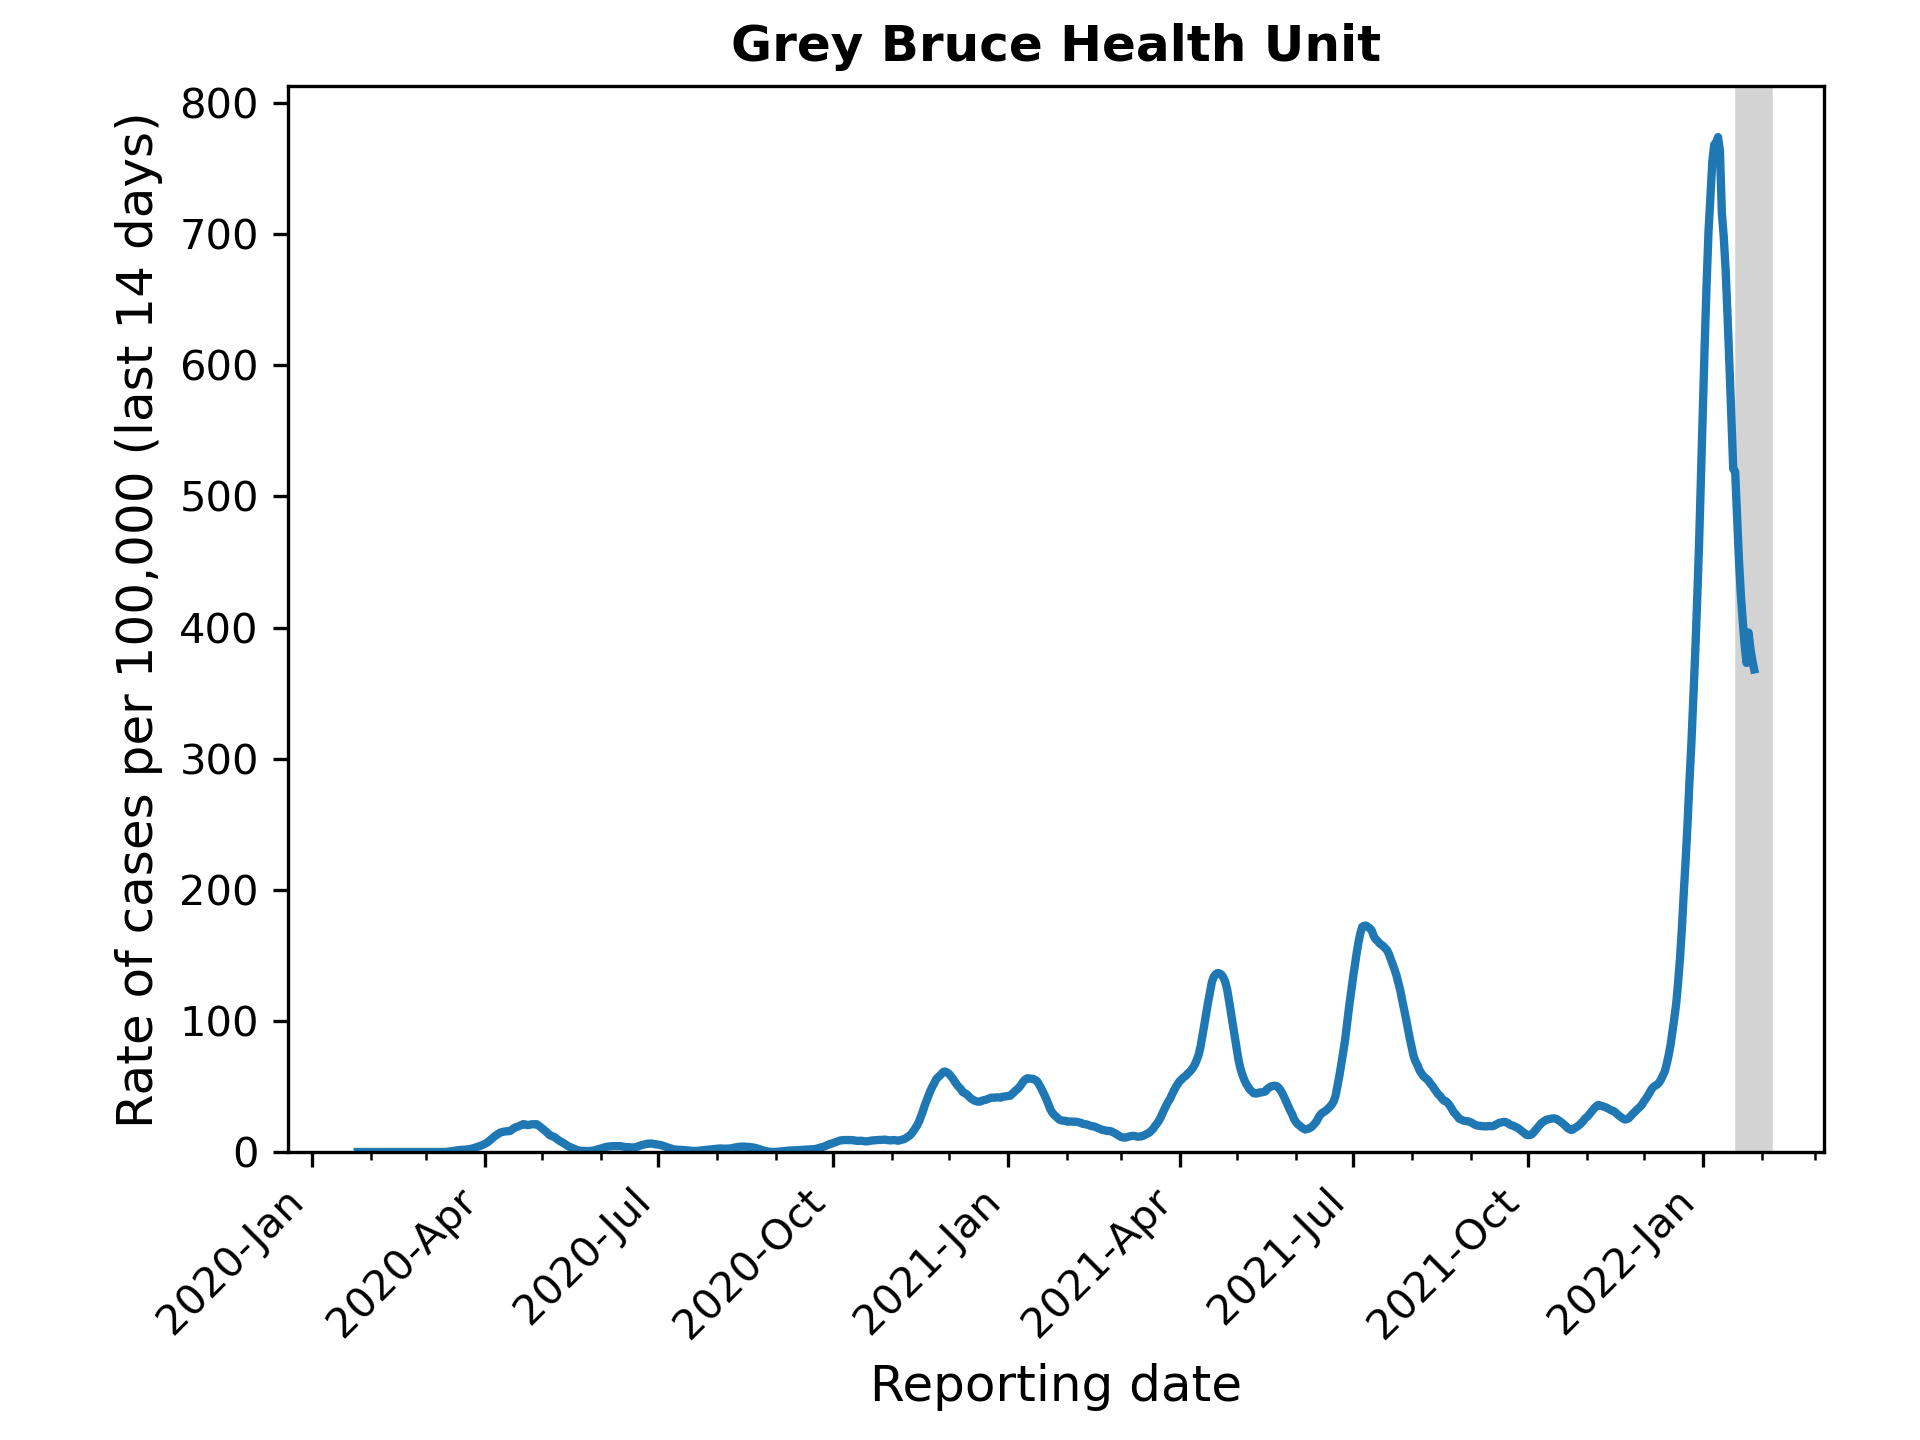 Grey Bruce Health Unit
Rate of cases per 100,000 (last 14 days)
800
700
600
500
400
300
200
100
0
2020-Jan
2020-Apr
2020-Jul
2020-Oct
2021-Jan
2021-Apr
2021-Jul
2021-Oct
2022-Jan
Reporting date